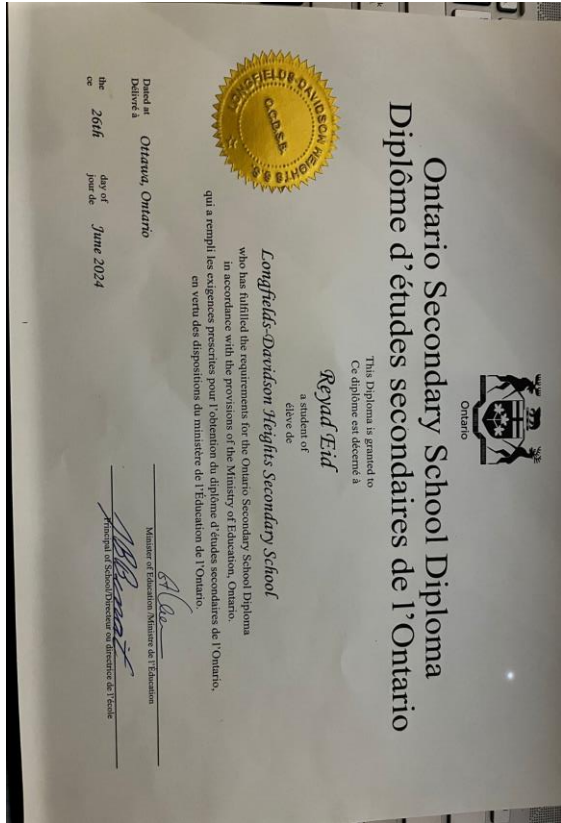 Ontario
Ontario Secondary School Diploma
Diplôme d'études secondaires de l'Ontario
This Diploma is granted to
Ce diplôme est décerné à
Reyad Eid
a student of
élève de
Longfields-Davidson Heights Secondary School
who has fulfilled the requirements for the Ontario Secondary School Diploma
in accordance with the provisions of the Ministry of Education, Ontario.
qui a rempli les exigences prescrites pour l'obtention du diplôme d'études secondaires de l'Ontario,
en vertu des dispositions du ministère de l'Éducation de l'Ontario.
LONGFIELDS-DAVIDSON HEIGHTS S.S.
O.C.D.S.B.
Dated at Ottawa, Ontario
Délivré à
Minister of Education /Ministre de l'Éducation
the 26th day of June 2024
ce jour de
Principal of School/Directeur ou directrice de l'école